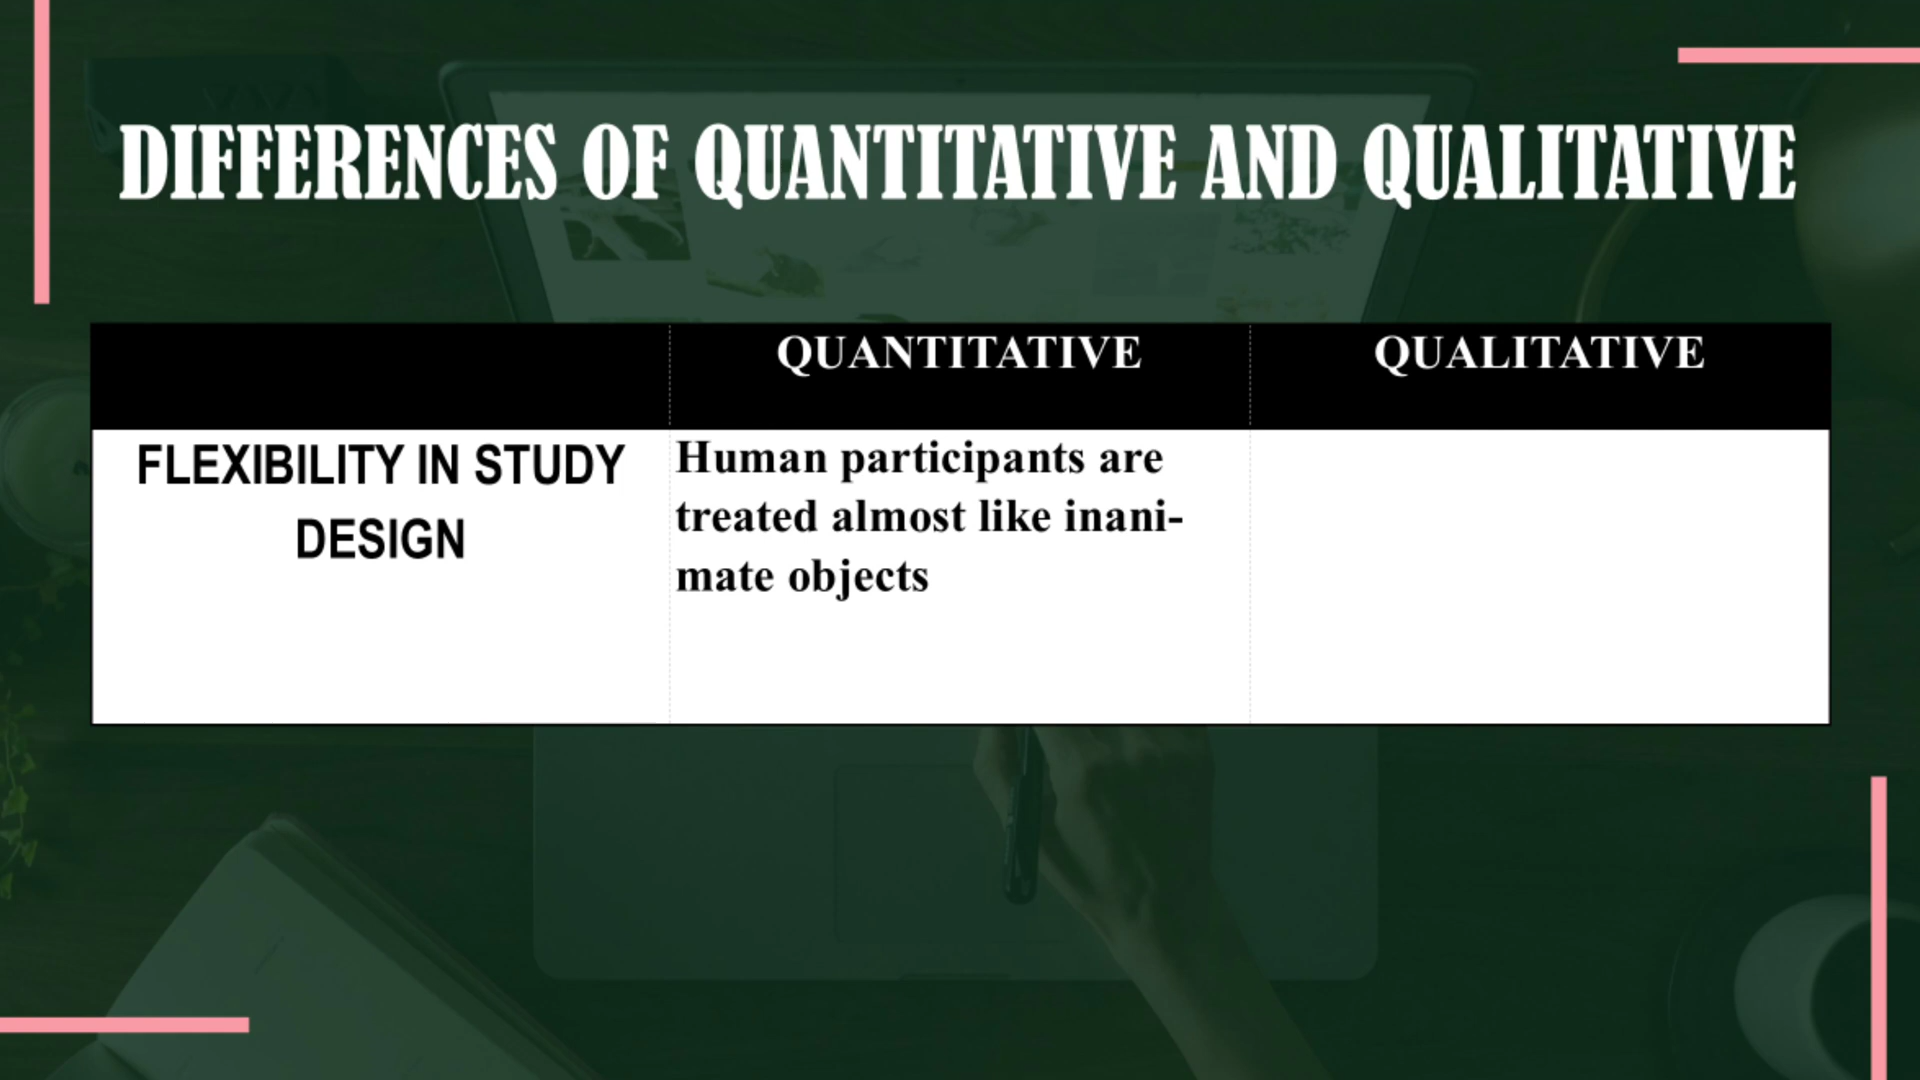 DIFFERENCES OF QUANTITATIVE AND QUALITATIVE
QUANTITATIVE
QUALITATIVE
FLEXIBILITY IN STUDY
DESIGN
Human participants are
treated almost like inani-
mate objects